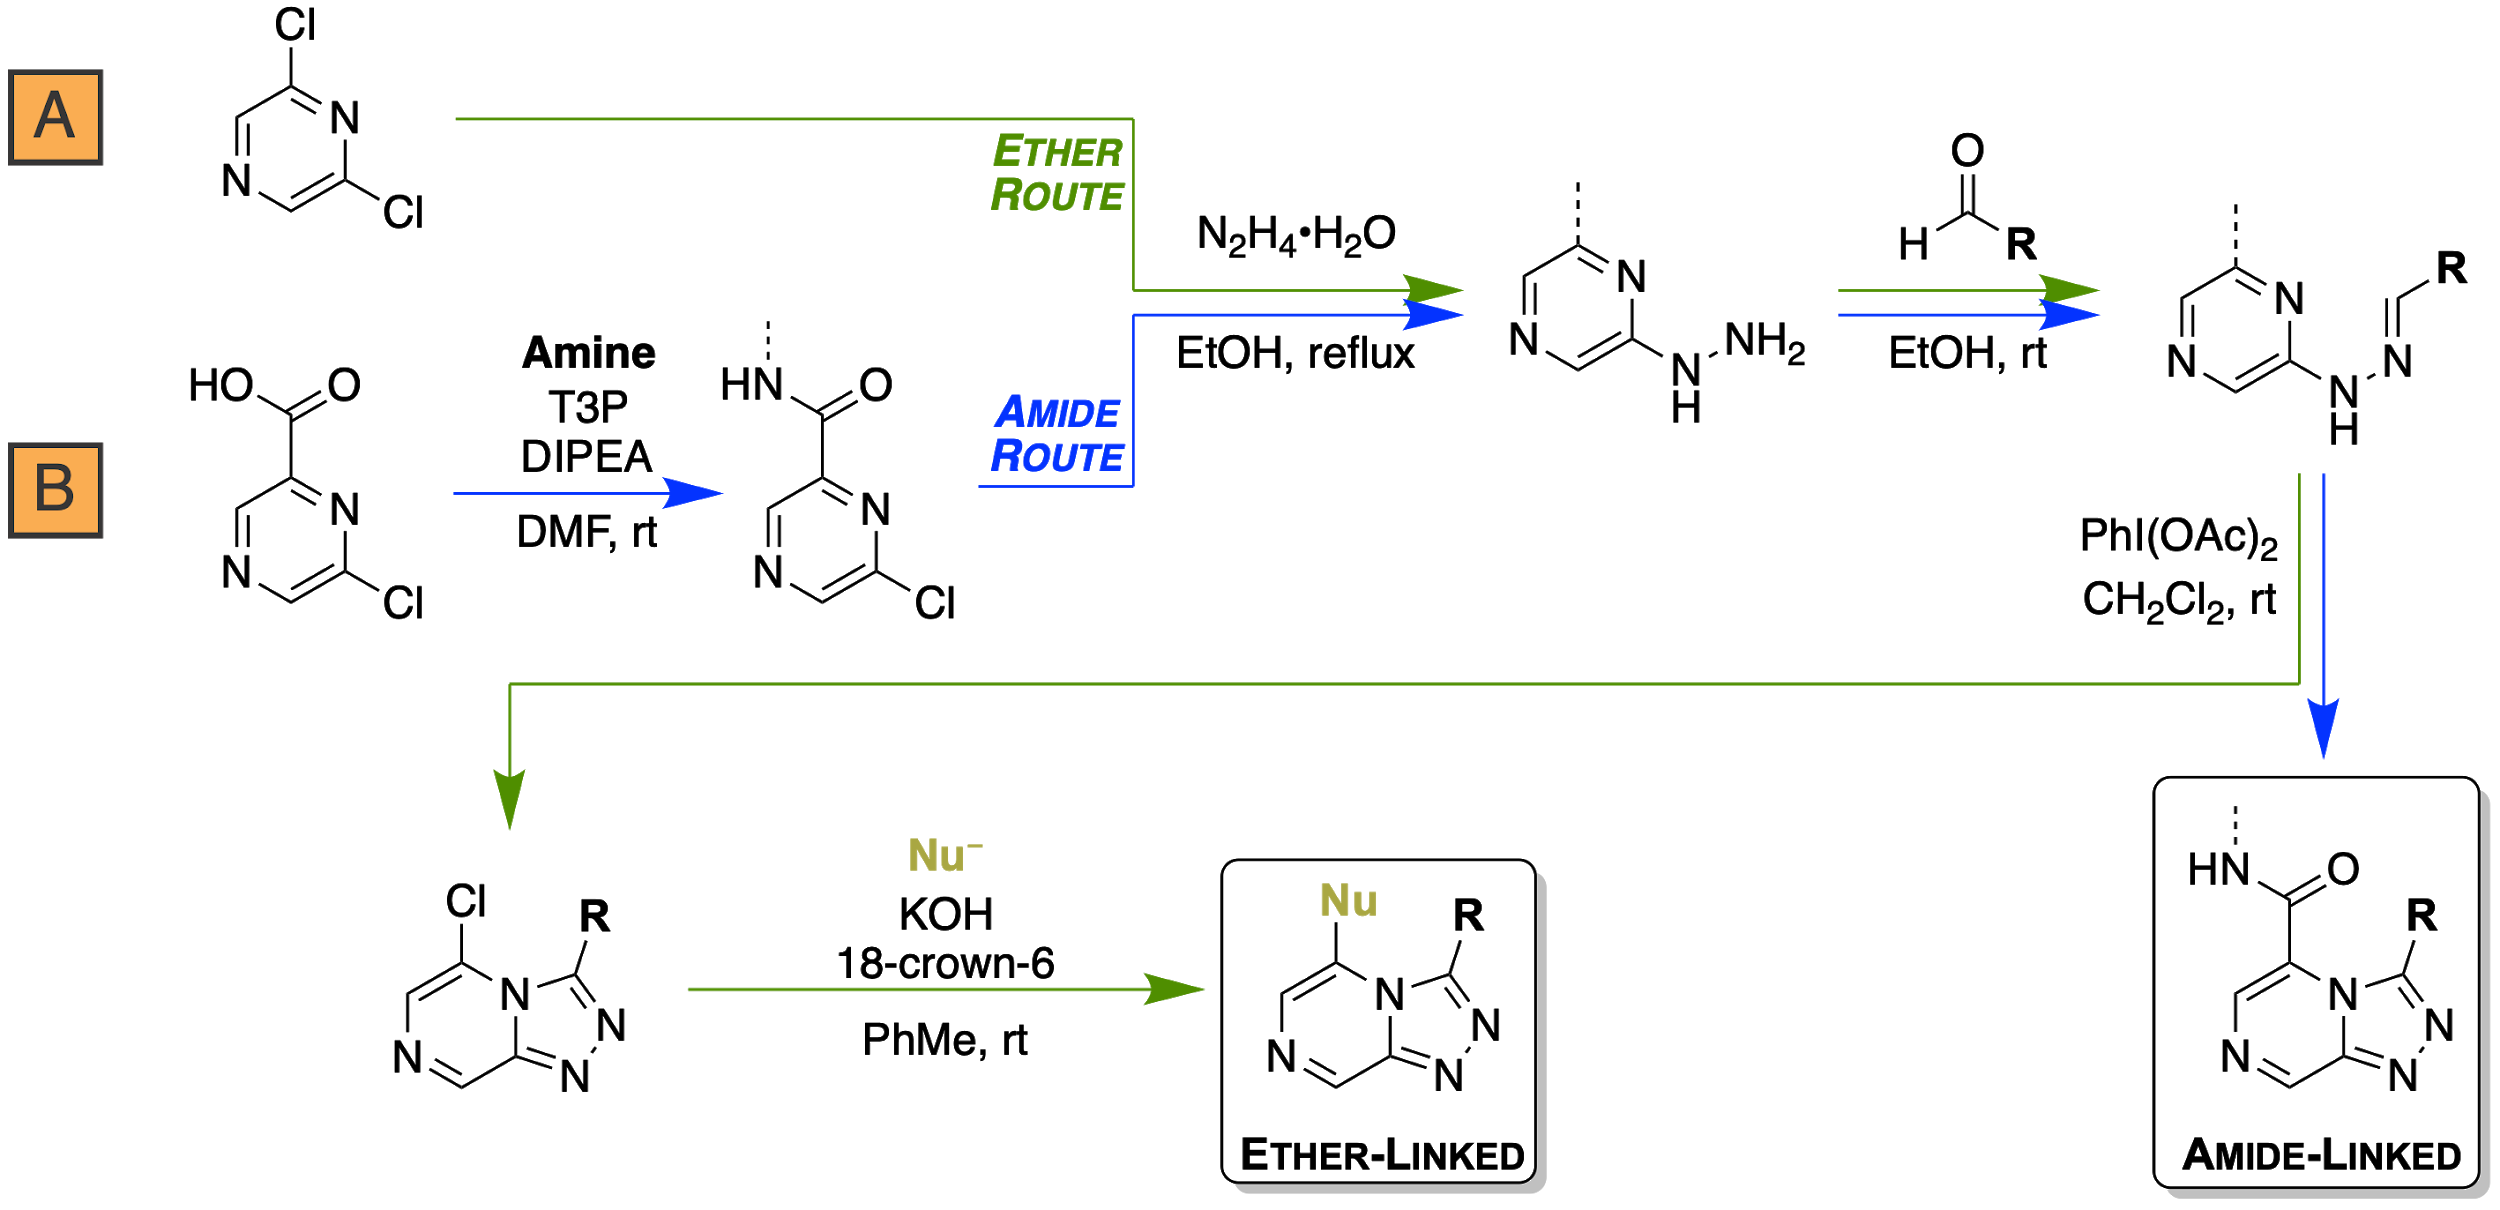 A
Cl
N
N
Cl
ETHER
ROUTE
N2H4•H2O
EtOH, reflux
N
N
N
H
NH2
O
H
R
EtOH, rt
R
N
N
N
N
H
B
HO
O
N
N
Cl
Amine
T3P
DIPEA
DMF, rt
HN
O
N
N
Cl
AMIDE
ROUTE
PhI(OAc)2
CH2Cl2, rt
Cl
R
N
N
N
N
Nu−
KOH
18-crown-6
PhMe, rt
Nu
R
N
N
N
N
ETHER-LINKED
HN
O
R
N
N
N
N
AMIDE-LINKED